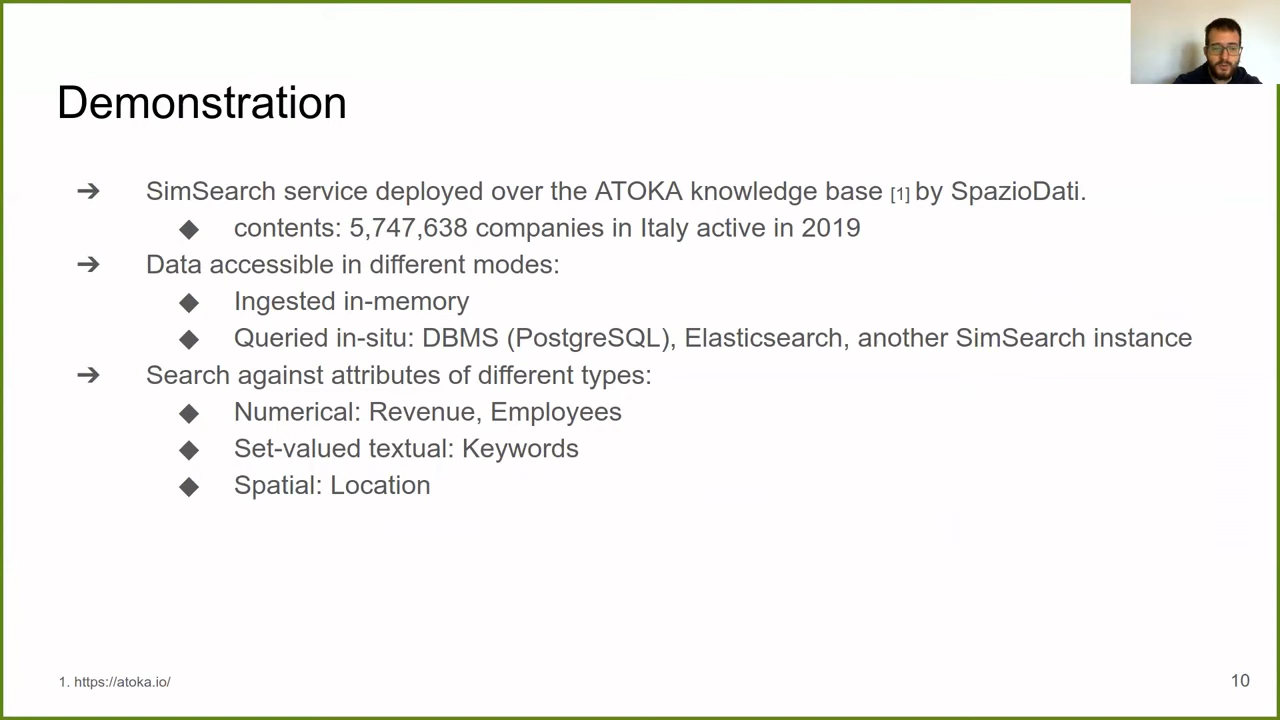 Demonstration
➔ SimSearch service deployed over the ATOKA knowledge base [1] by SpazioDati.
◆ contents: 5,747,638 companies in Italy active in 2019
➔ Data accessible in different modes:
◆ Ingested in-memory
◆ Queried in-situ: DBMS (PostgreSQL), Elasticsearch, another SimSearch instance
➔ Search against attributes of different types:
◆ Numerical: Revenue, Employees
◆ Set-valued textual: Keywords
◆ Spatial: Location
1. https://atoka.io/
10